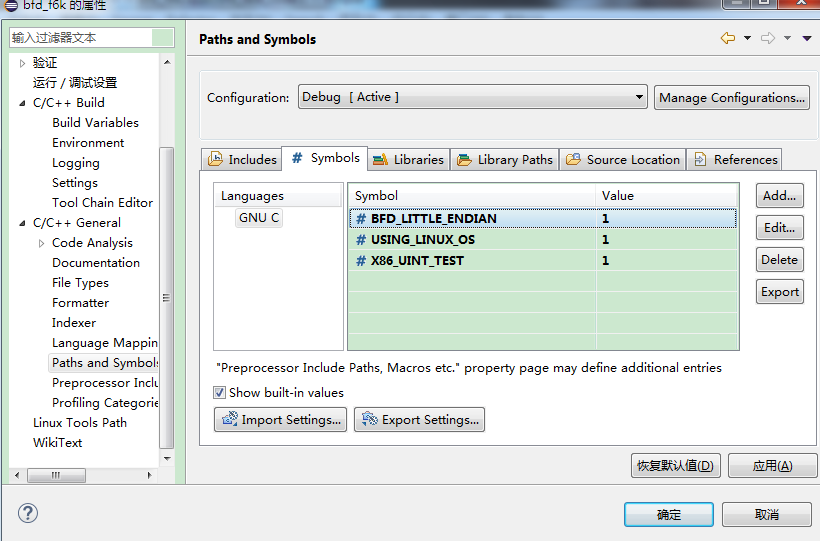 bfd_f6k 的属性
输入过滤器文本
验证
运行 / 调试设置
C/C++ Build
Build Variables
Environment
Logging
Settings
Tool Chain Editor
C/C++ General
Code Analysis
Documentation
File Types
Formatter
Indexer
Language Mappin
Paths and Symbols
Preprocessor Inclu
Profiling Categorie
Linux Tools Path
WikiText
Paths and Symbols
Configuration: Debug [ Active ] Manage Configurations...
Includes # Symbols Libraries Library Paths Source Location References
Languages
GNU C
Symbol Value
# BFD_LITTLE_ENDIAN 1
# USING_LINUX_OS 1
# X86_UINT_TEST 1
Add...
Edit...
Delete
Export
"Preprocessor Include Paths, Macros etc." property page may define additional entries
Show built-in values
Import Settings... Export Settings...
恢复默认值(D) 应用(A)
? 确定 取消